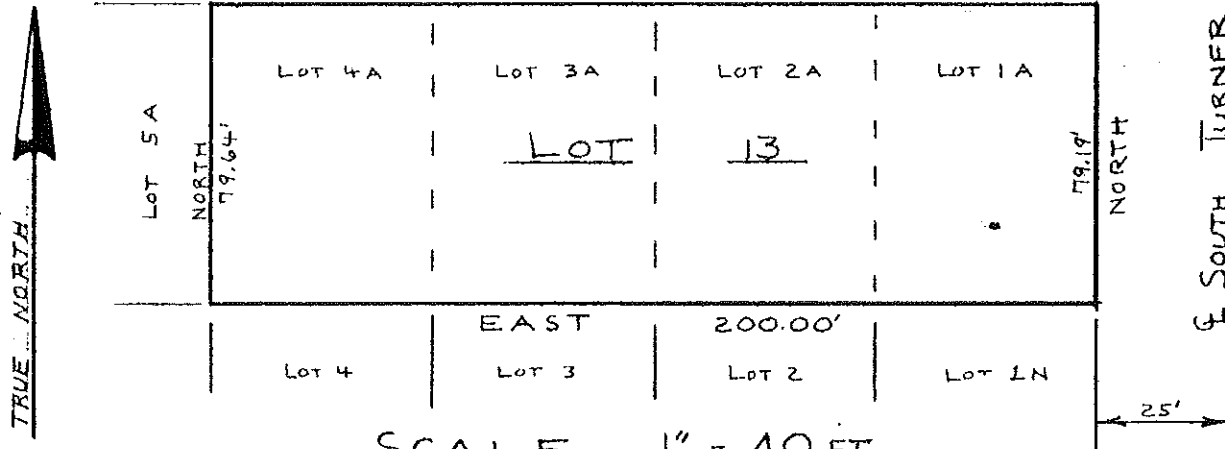 LOT 4A LOT 3A LOT 2A LOT 1A
LOT 5A
NORTH
79.64'
LOT 13
79.19'
NORTH
℄ SOUTH TURNER
TRUE NORTH
EAST 200.00'
LOT 4 LOT 3 LOT 2 LOT 1N
25'
SCALE 1" = 40 FT